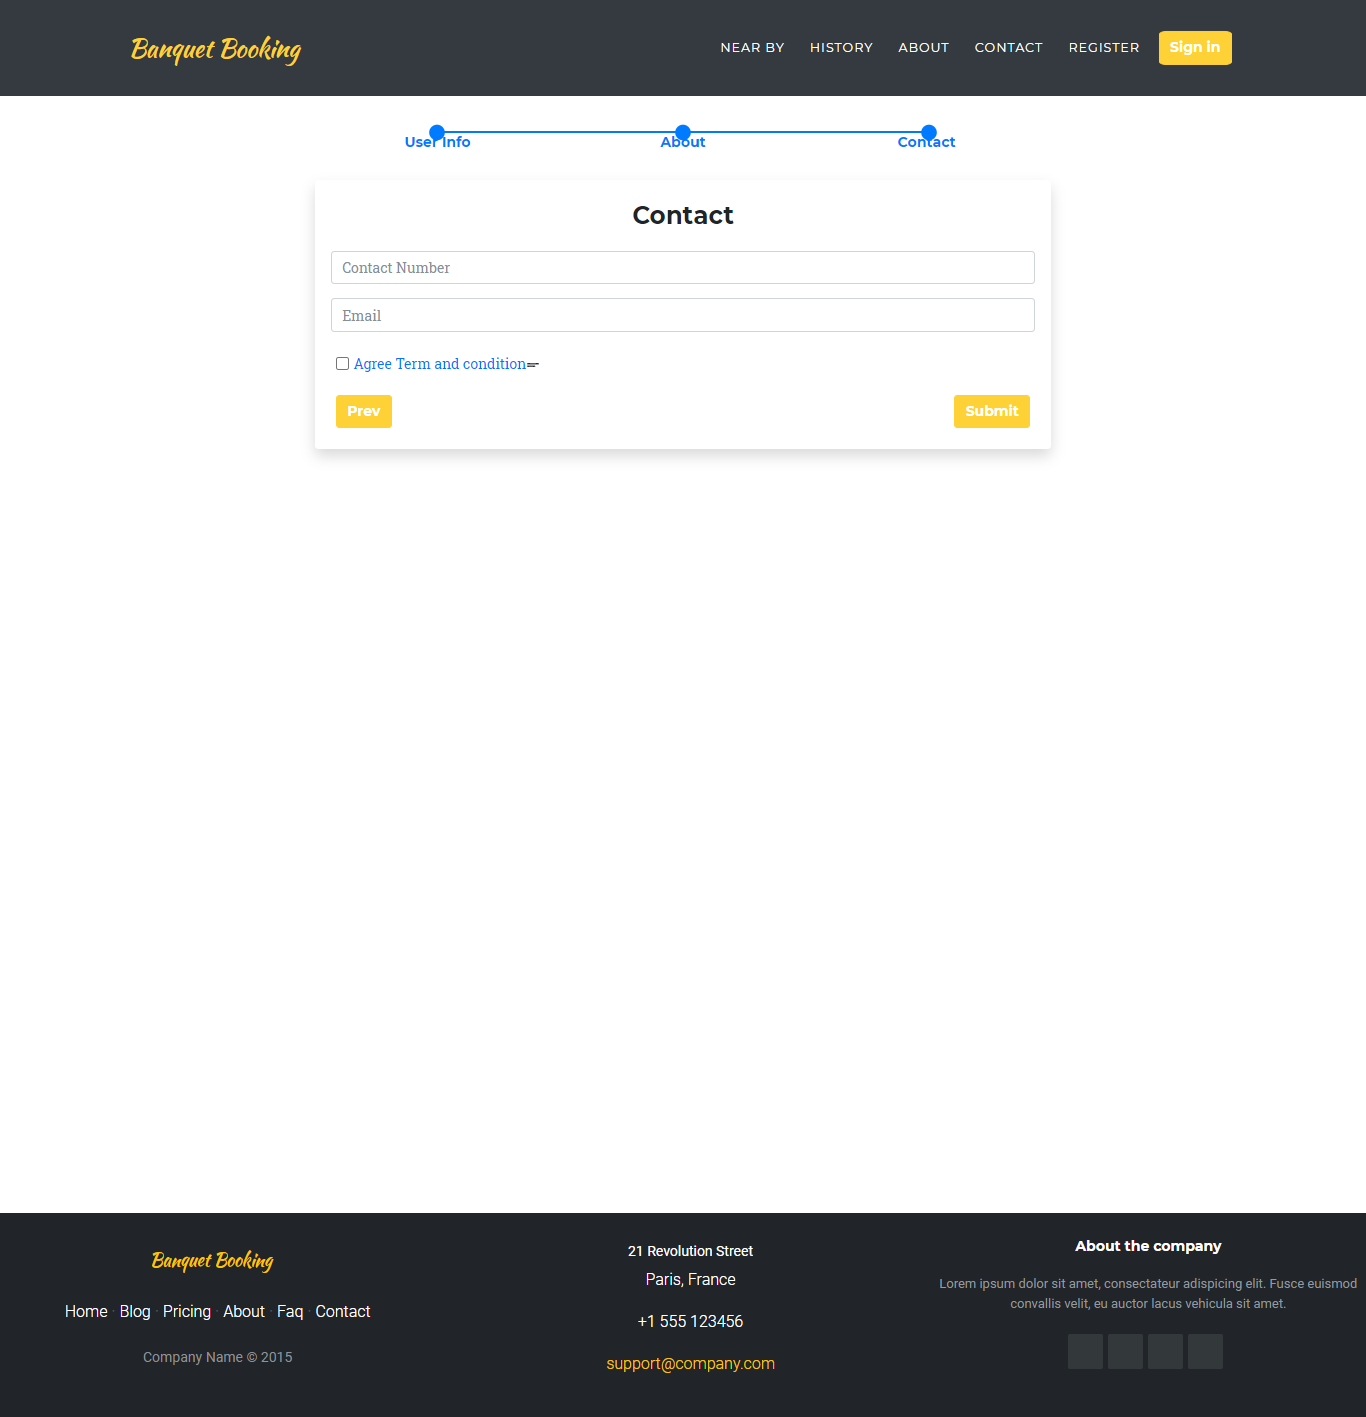 Banquet Booking
NEAR BY HISTORY ABOUT CONTACT REGISTER Sign in
User Info About Contact
Contact
Contact Number
Email
Agree Term and condition
Prev Submit
Banquet Booking
Home · Blog · Pricing · About · Faq · Contact
Company Name © 2015
21 Revolution Street
Paris, France
+1 555 123456
support@company.com
About the company
Lorem ipsum dolor sit amet, consectateur adispicing elit. Fusce euismod
convallis velit, eu auctor lacus vehicula sit amet.